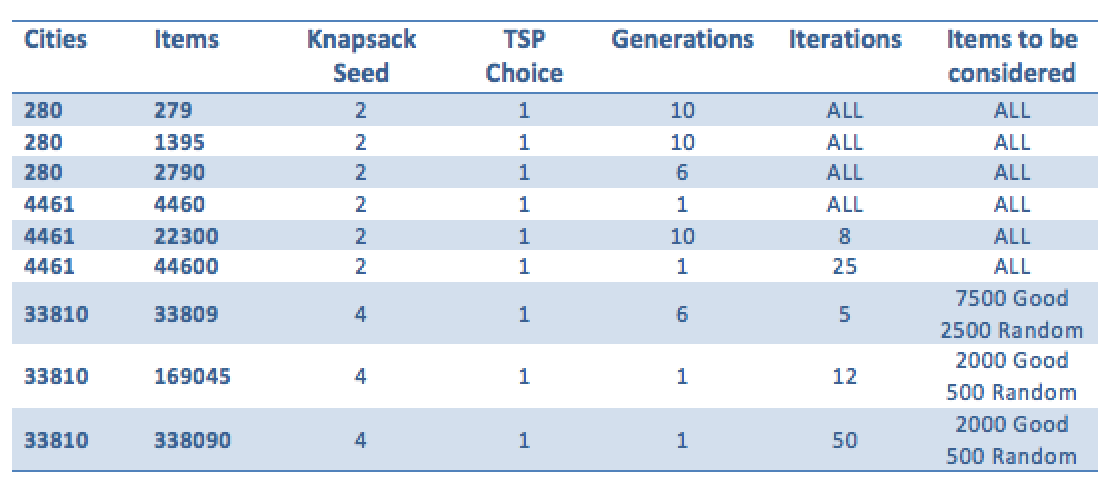 Cities Items Knapsack TSP Generations Iterations Items to be
Seed Choice considered
280 279 2 1 10 ALL ALL
280 1395 2 1 10 ALL ALL
280 2790 2 1 6 ALL ALL
4461 4460 2 1 1 ALL ALL
4461 22300 2 1 10 8 ALL
4461 44600 2 1 1 25 ALL
33810 33809 4 1 6 5 7500 Good
2500 Random
33810 169045 4 1 1 12 2000 Good
500 Random
33810 338090 4 1 1 50 2000 Good
500 Random